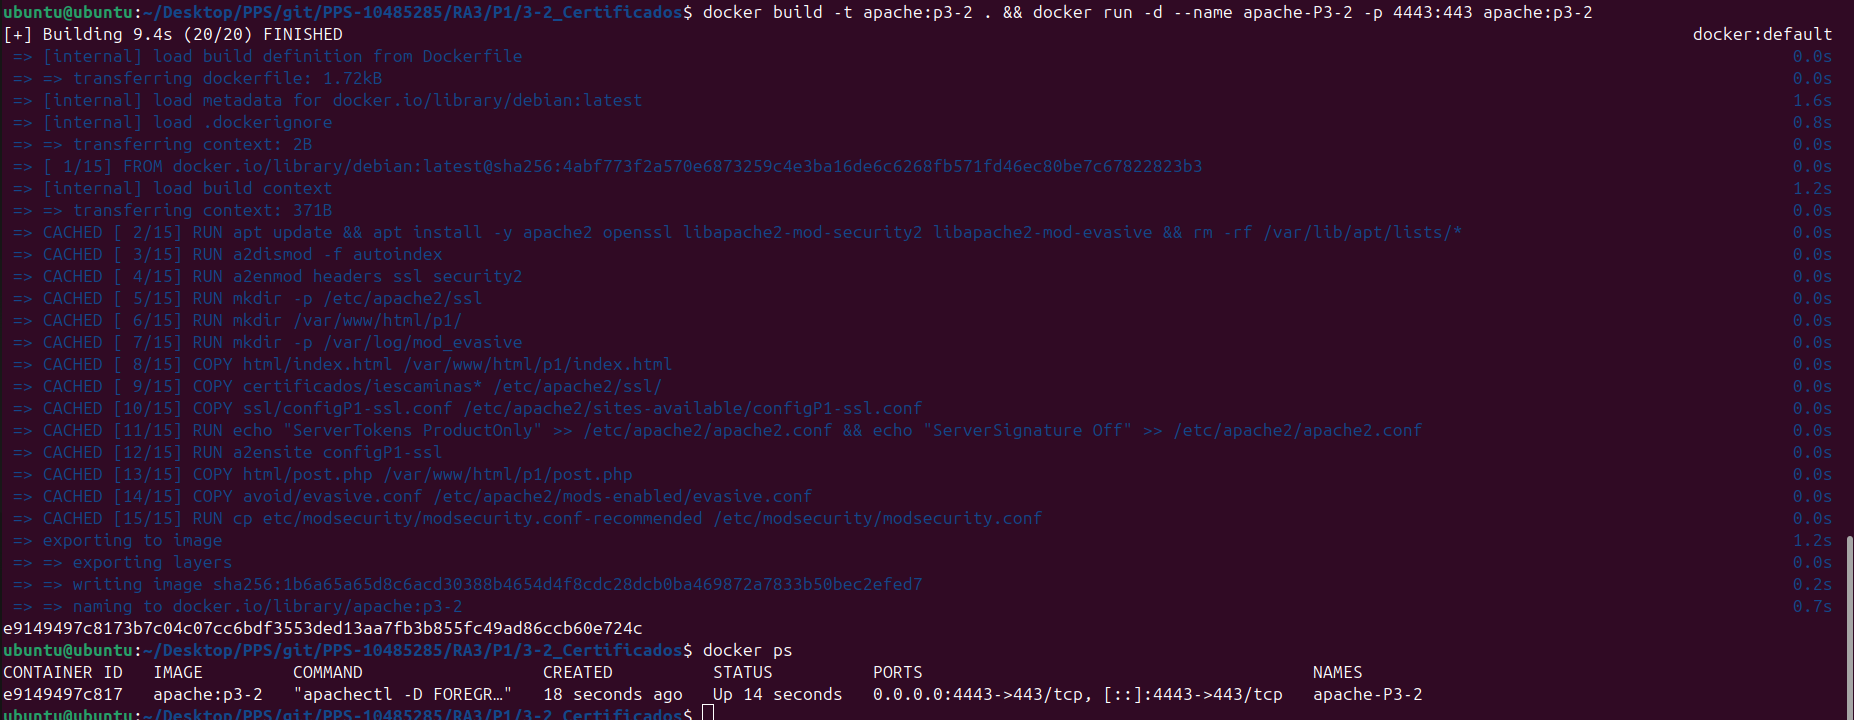 ubuntu@ubuntu:~/Desktop/PPS/git/PPS-10485285/RA3/P1/3-2_Certificados$ docker build -t apache:p3-2 . && docker run -d --name apache-P3-2 -p 4443:443 apache:p3-2
[+] Building 9.4s (20/20) FINISHED docker:default
=> [internal] load build definition from Dockerfile 0.0s
=> => transferring dockerfile: 1.72kB 0.0s
=> [internal] load metadata for docker.io/library/debian:latest 1.6s
=> [internal] load .dockerignore 0.8s
=> => transferring context: 2B 0.0s
=> [ 1/15] FROM docker.io/library/debian:latest@sha256:4abf773f2a570e6873259c4e3ba16de6c6268fb571fd46ec80be7c67822823b3 0.0s
=> [internal] load build context 1.2s
=> => transferring context: 371B 0.0s
=> CACHED [ 2/15] RUN apt update && apt install -y apache2 openssl libapache2-mod-security2 libapache2-mod-evasive && rm -rf /var/lib/apt/lists/* 0.0s
=> CACHED [ 3/15] RUN a2dismod -f autoindex 0.0s
=> CACHED [ 4/15] RUN a2enmod headers ssl security2 0.0s
=> CACHED [ 5/15] RUN mkdir -p /etc/apache2/ssl 0.0s
=> CACHED [ 6/15] RUN mkdir /var/www/html/p1/ 0.0s
=> CACHED [ 7/15] RUN mkdir -p /var/log/mod_evasive 0.0s
=> CACHED [ 8/15] COPY html/index.html /var/www/html/p1/index.html 0.0s
=> CACHED [ 9/15] COPY certificados/iescaminas* /etc/apache2/ssl/ 0.0s
=> CACHED [10/15] COPY ssl/configP1-ssl.conf /etc/apache2/sites-available/configP1-ssl.conf 0.0s
=> CACHED [11/15] RUN echo "ServerTokens ProductOnly" >> /etc/apache2/apache2.conf && echo "ServerSignature Off" >> /etc/apache2/apache2.conf 0.0s
=> CACHED [12/15] RUN a2ensite configP1-ssl 0.0s
=> CACHED [13/15] COPY html/post.php /var/www/html/p1/post.php 0.0s
=> CACHED [14/15] COPY avoid/evasive.conf /etc/apache2/mods-enabled/evasive.conf 0.0s
=> CACHED [15/15] RUN cp etc/modsecurity/modsecurity.conf-recommended /etc/modsecurity/modsecurity.conf 0.0s
=> exporting to image 1.2s
=> => exporting layers 0.0s
=> => writing image sha256:1b6a65a65d8c6acd30388b4654d4f8cdc28dcb0ba469872a7833b50bec2efed7 0.2s
=> => naming to docker.io/library/apache:p3-2 0.7s
e9149497c8173b7c04c07cc6bdf3553ded13aa7fb3b855fc49ad86ccb60e724c
ubuntu@ubuntu:~/Desktop/PPS/git/PPS-10485285/RA3/P1/3-2_Certificados$ docker ps
CONTAINER ID IMAGE COMMAND CREATED STATUS PORTS NAMES
e9149497c817 apache:p3-2 "apachectl -D FOREGR…" 18 seconds ago Up 14 seconds 0.0.0.0:4443->443/tcp, [::]:4443->443/tcp apache-P3-2
ubuntu@ubuntu:~/Desktop/PPS/git/PPS-10485285/RA3/P1/3-2_Certificados$